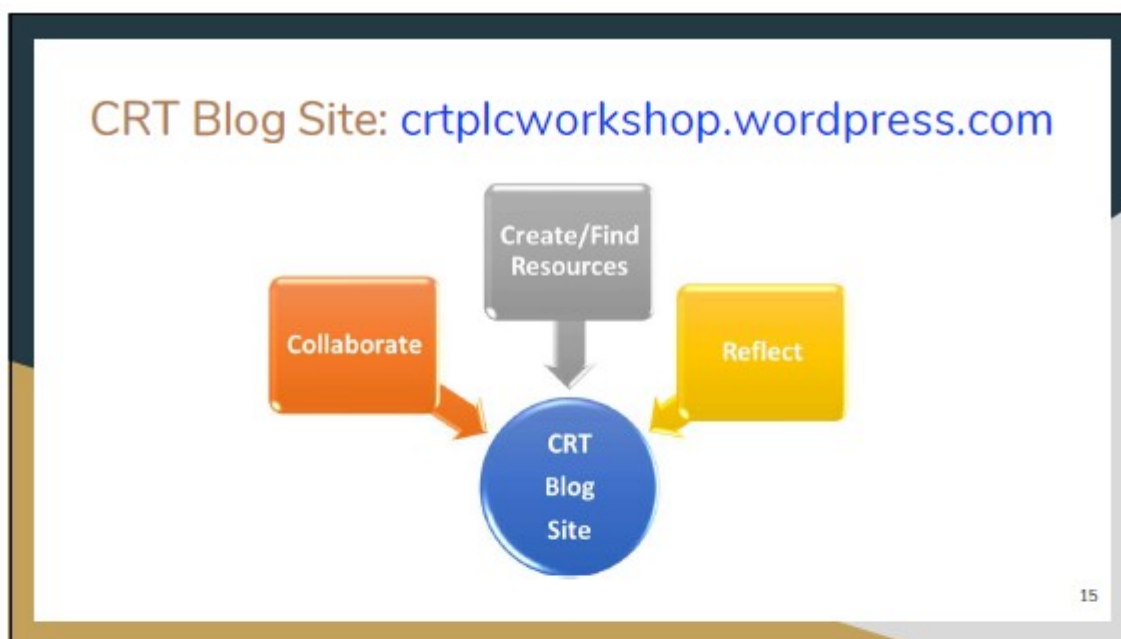 CRT Blog Site: crtplcworkshop.wordpress.com
Create/Find
Resources
Collaborate
Reflect
CRT
Blog
Site
15